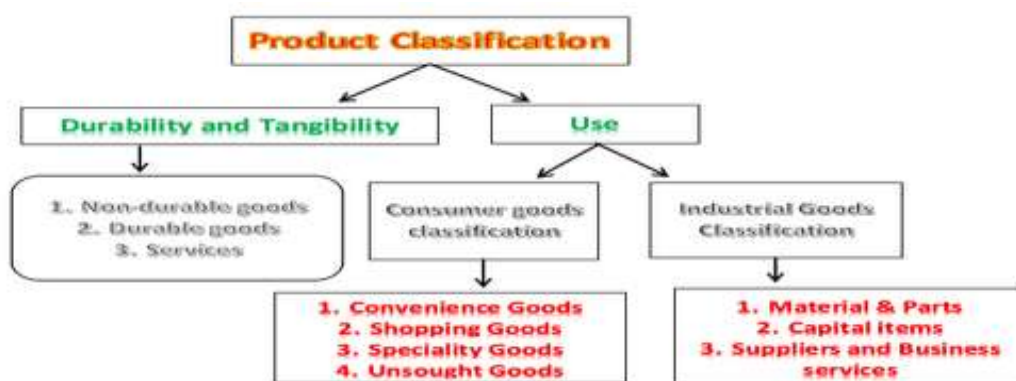 Product Classification
Durability and Tangibility
Use
1. Non-durable goods
2. Durable goods
3. Services
Consumer goods
classification
Industrial Goods
Classification
1. Convenience Goods
2. Shopping Goods
3. Speciality Goods
4. Unsought Goods
1. Material & Parts
2. Capital items
3. Suppliers and Business
services